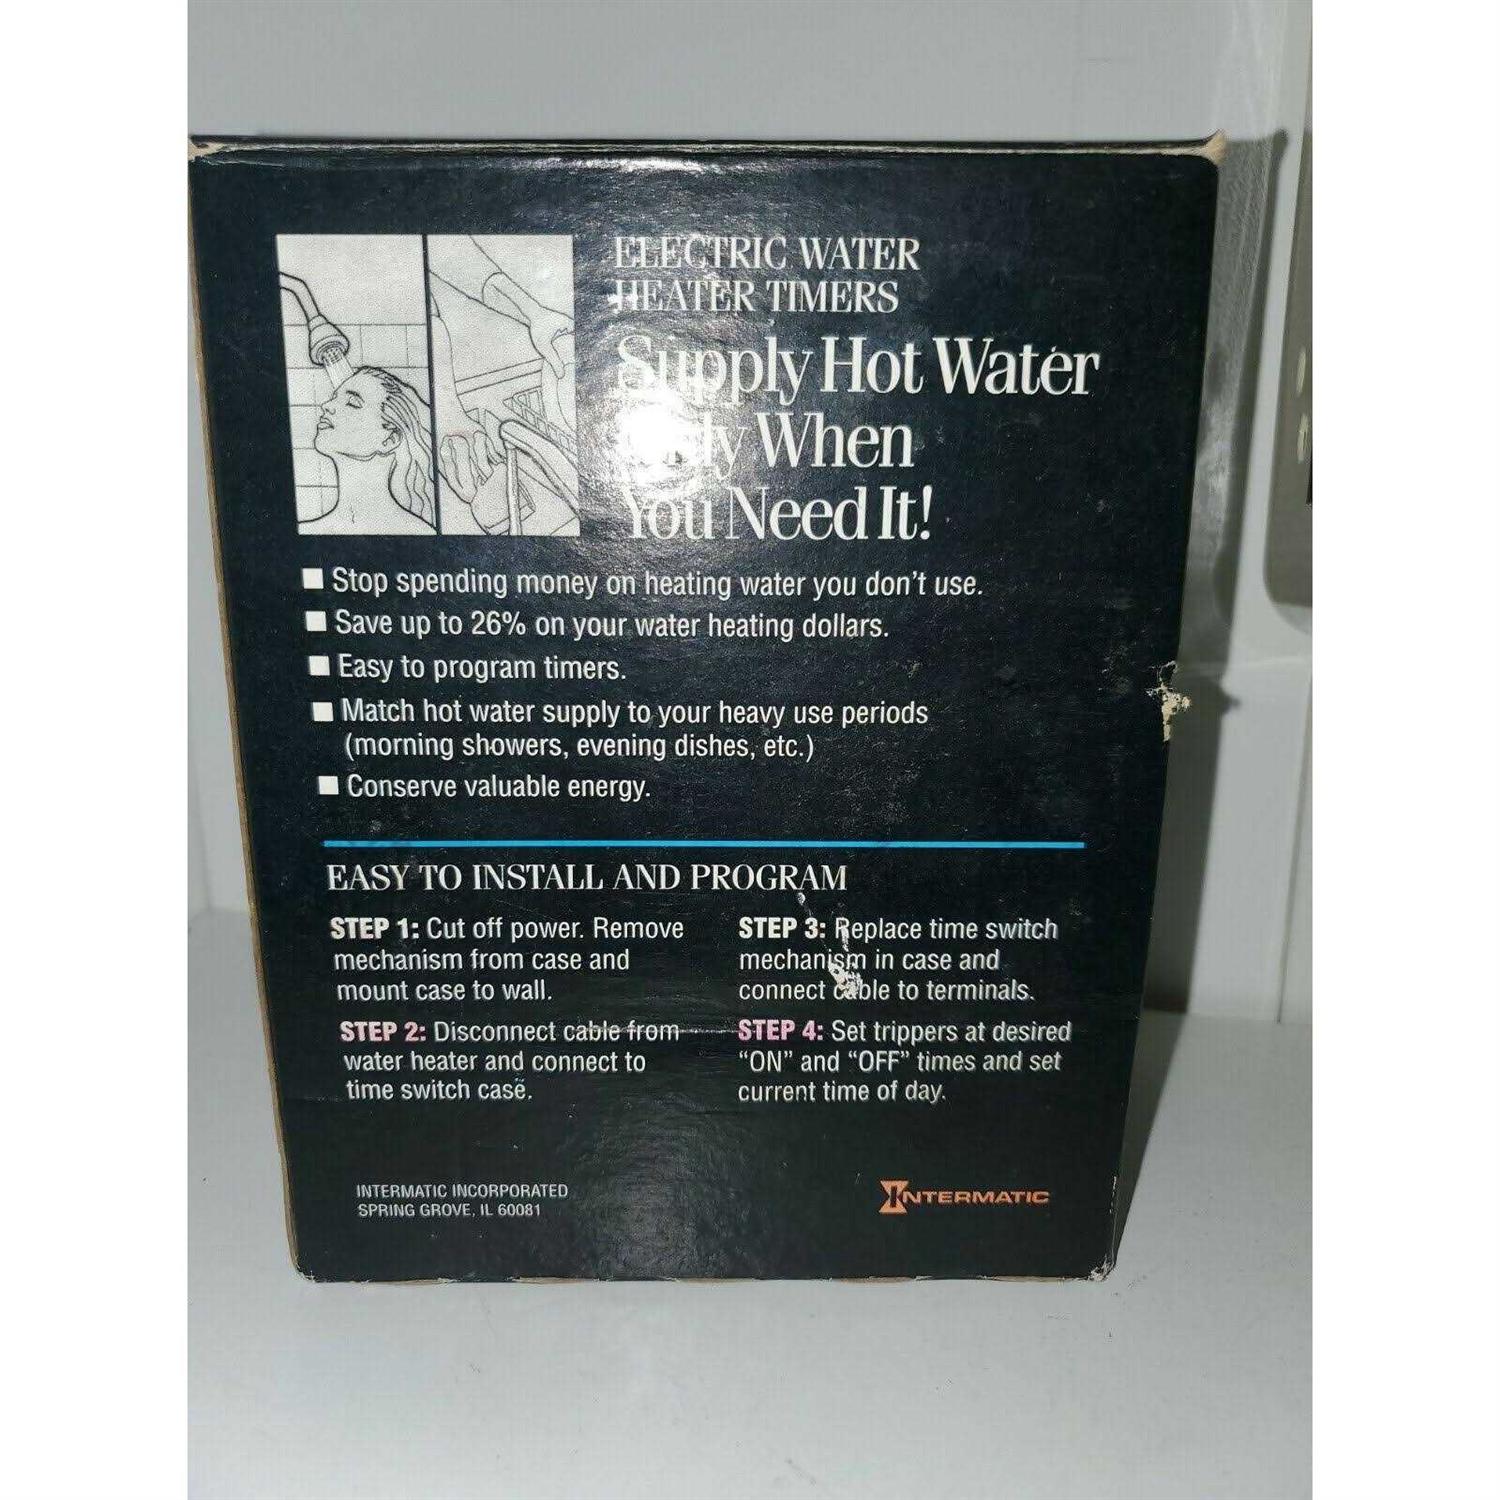 ELECTRIC WATER
HEATER TIMERS
Supply Hot Water
Only When
You Need It!
■ Stop spending money on heating water you don't use.
■ Save up to 26% on your water heating dollars.
■ Easy to program timers.
■ Match hot water supply to your heavy use periods
(morning showers, evening dishes, etc.)
■ Conserve valuable energy.
EASY TO INSTALL AND PROGRAM
STEP 1: Cut off power. Remove
mechanism from case and
mount case to wall.
STEP 2: Disconnect cable from
water heater and connect to
time switch case.
STEP 3: Replace time switch
mechanism in case and
connect cable to terminals.
STEP 4: Set trippers at desired
"ON" and "OFF" times and set
current time of day.
INTERMATIC INCORPORATED
SPRING GROVE, IL 60081
INTERMATIC